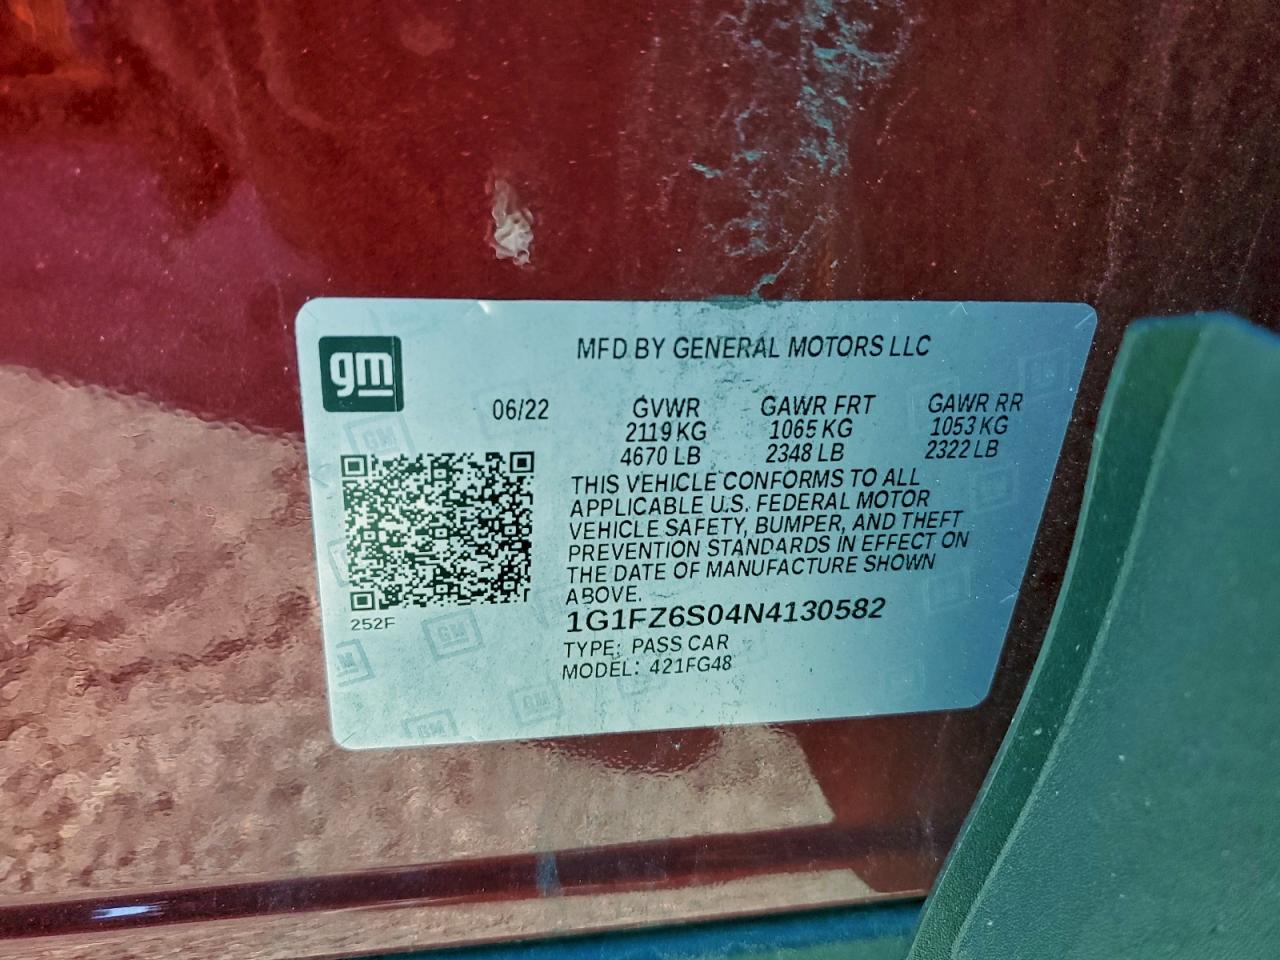 gm
MFD BY GENERAL MOTORS LLC
06/22 GVWR GAWR FRT GAWR RR
2119 KG 1065 KG 1053 KG
4670 LB 2348 LB 2322 LB
THIS VEHICLE CONFORMS TO ALL
APPLICABLE U.S. FEDERAL MOTOR
VEHICLE SAFETY, BUMPER, AND THEFT
PREVENTION STANDARDS IN EFFECT ON
THE DATE OF MANUFACTURE SHOWN
ABOVE.
252F
1G1FZ6S04N4130582
TYPE: PASS CAR
MODEL: 421FG48